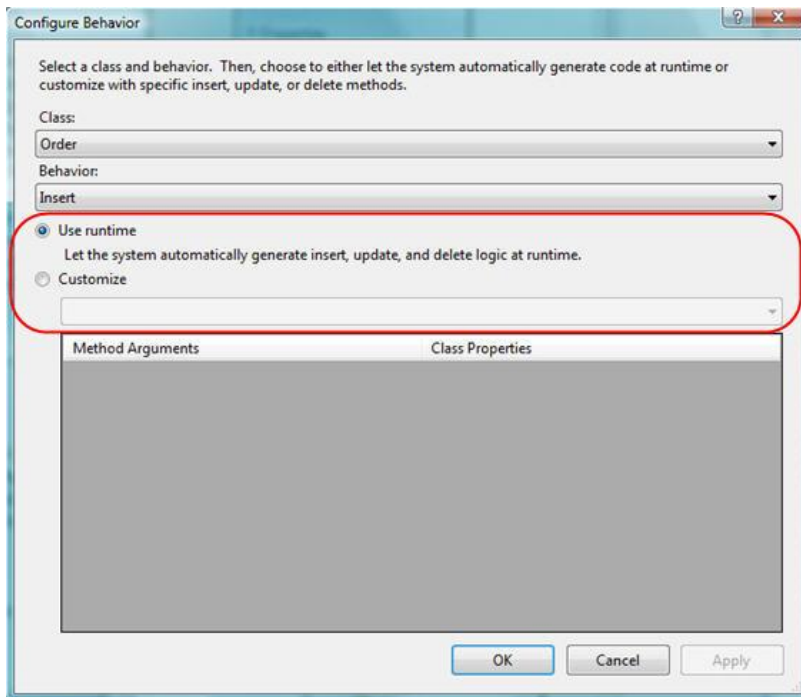 Configure Behavior
Select a class and behavior. Then, choose to either let the system automatically generate code at runtime or
customize with specific insert, update, or delete methods.
Class:
Order
Behavior:
Insert
Use runtime
Let the system automatically generate insert, update, and delete logic at runtime.
Customize
Method Arguments Class Properties
OK Cancel Apply